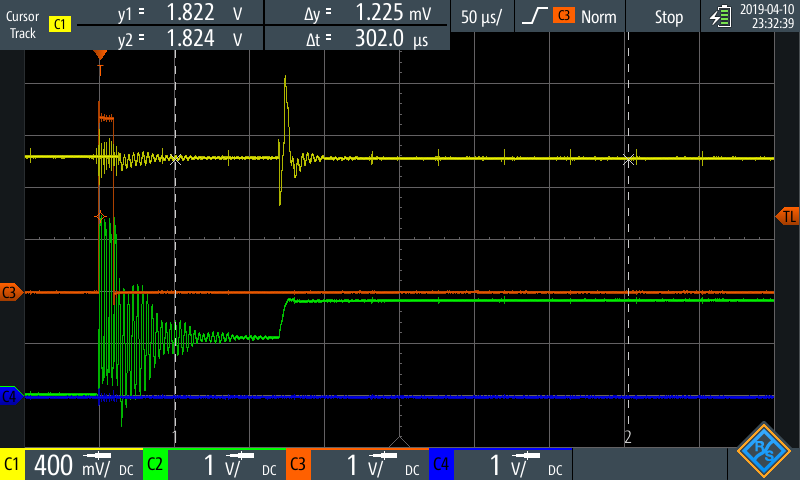 Cursor Track C1 y1 = 1.822 V Δy = 1.225 mV 50 µs/ C3 Norm Stop 2019-04-10
y2 = 1.824 V Δt = 302.0 µs 23:32:39
T
TL
C3
C4
1 2
C1 400 mV/ DC C2 1 V/ DC C3 1 V/ DC C4 1 V/ DC R&S